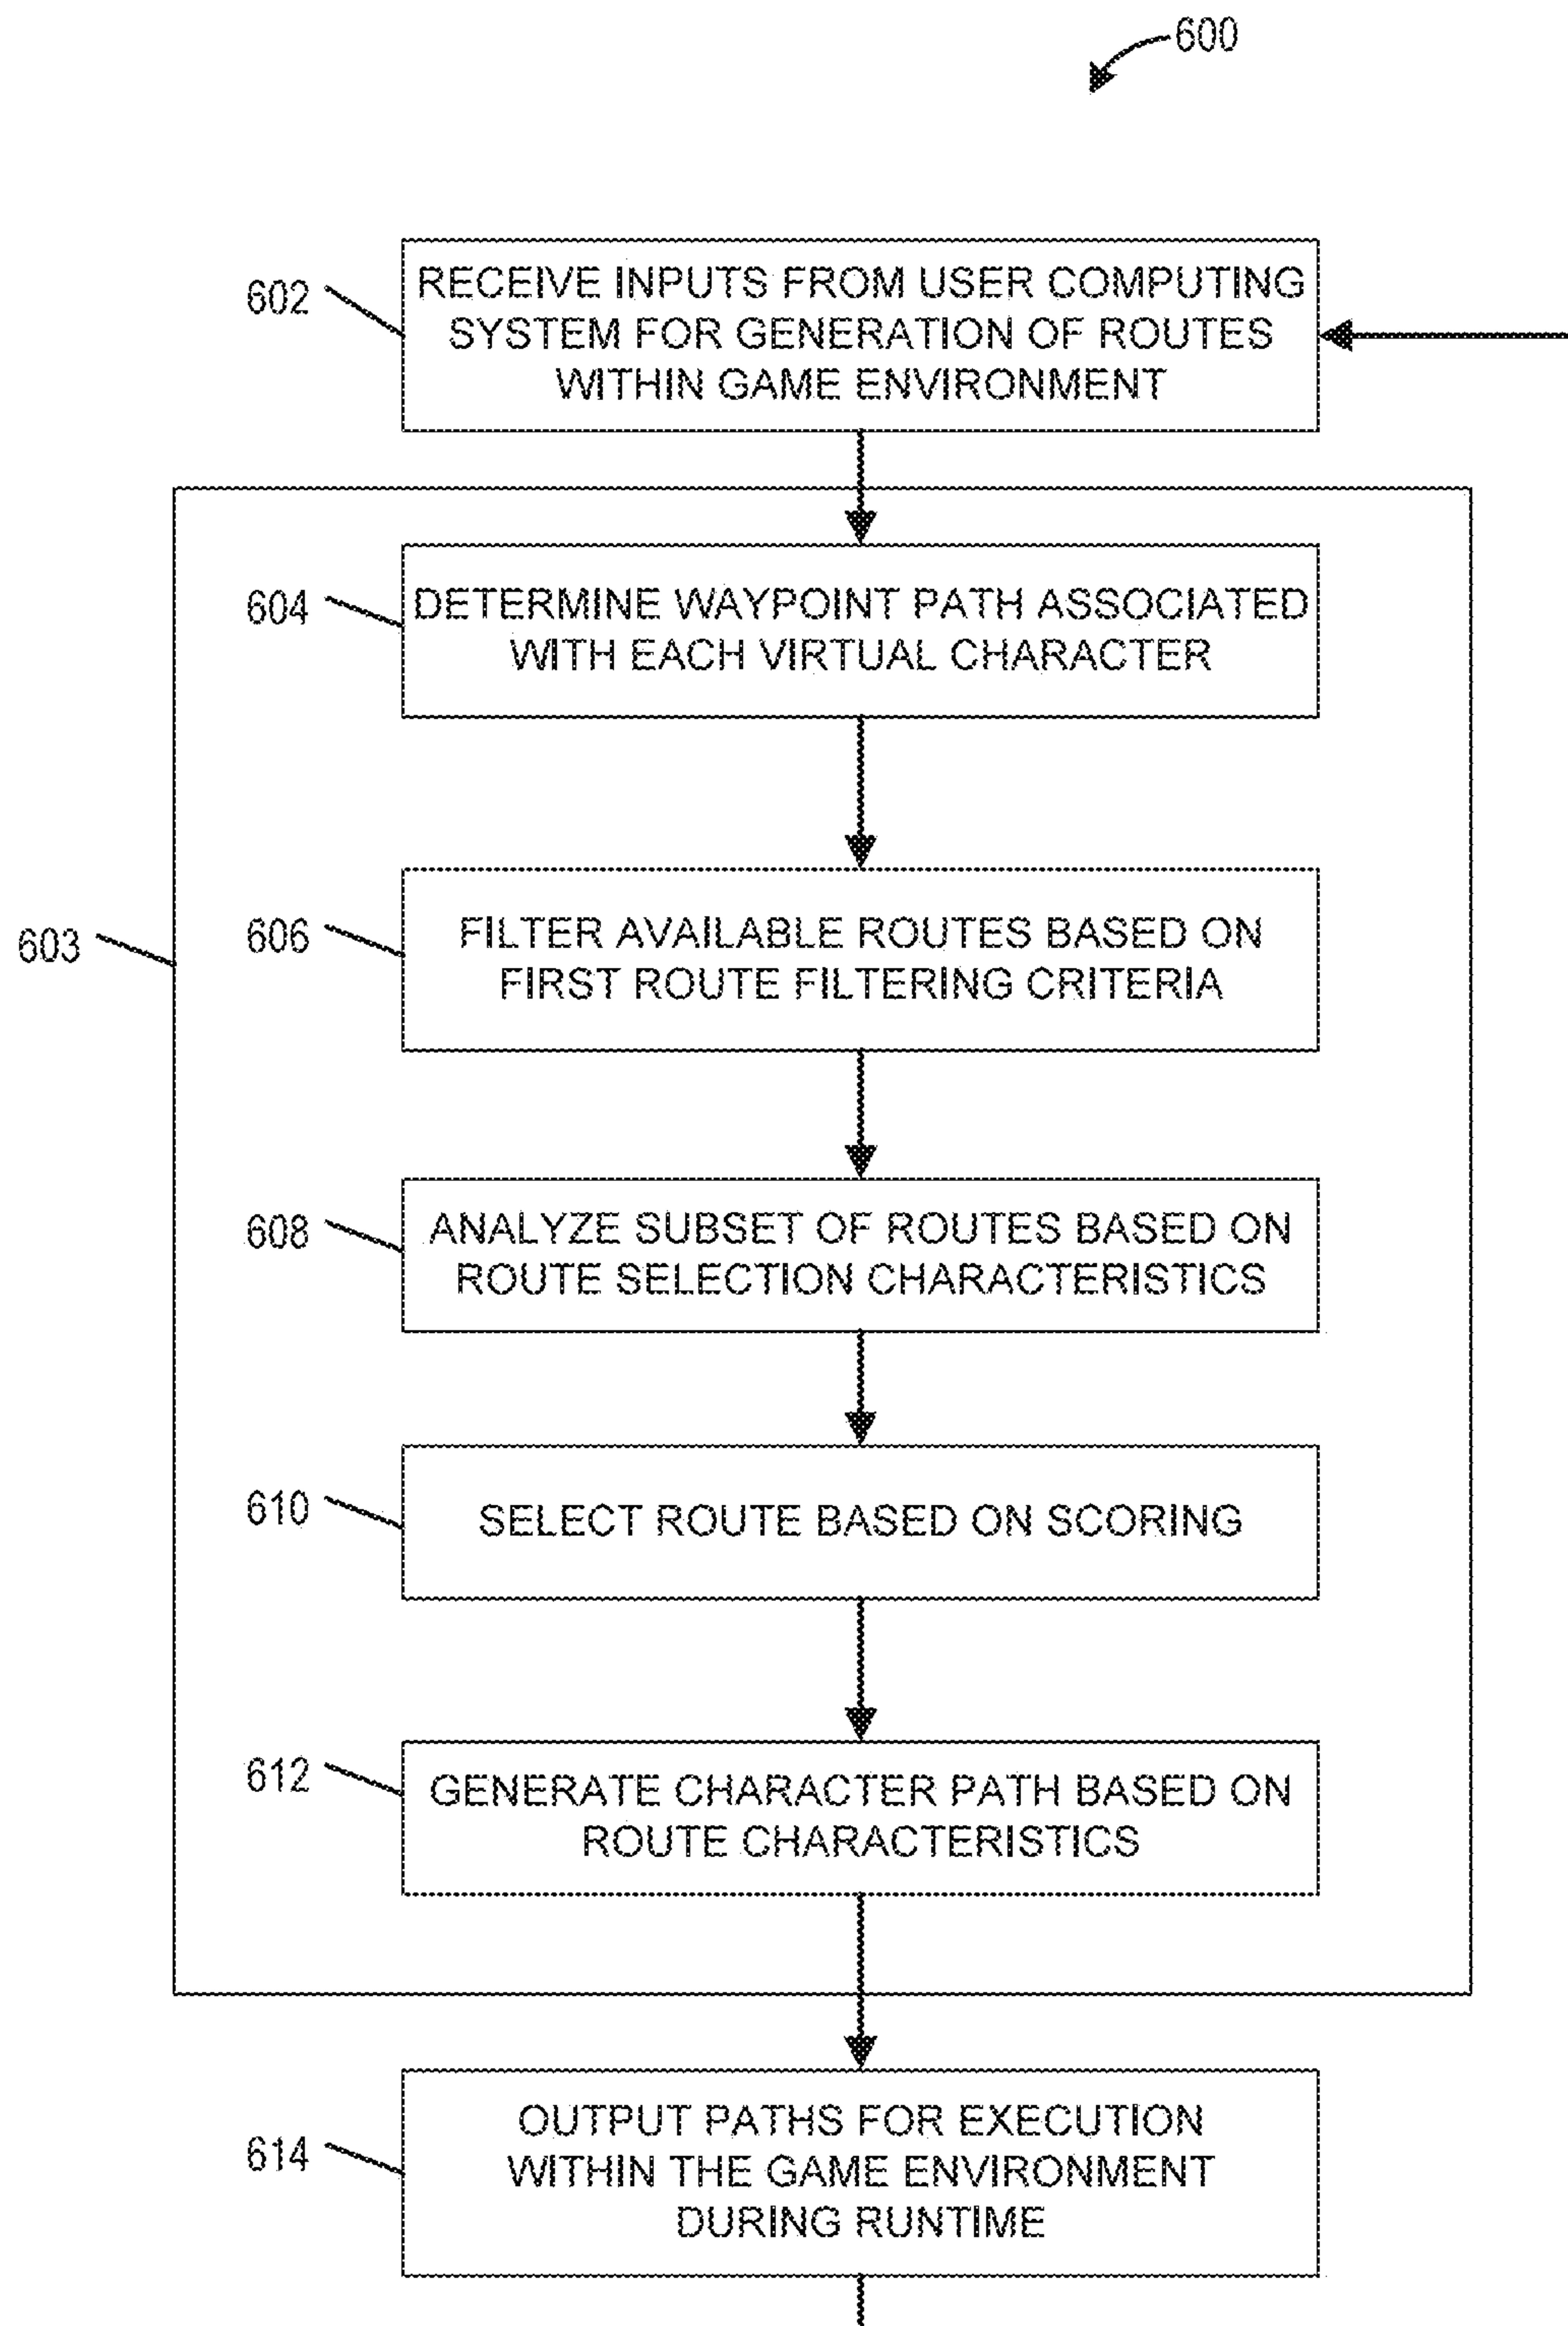 600
602
RECEIVE INPUTS FROM USER COMPUTING
SYSTEM FOR GENERATION OF ROUTES
WITHIN GAME ENVIRONMENT
604
DETERMINE WAYPOINT PATH ASSOCIATED
WITH EACH VIRTUAL CHARACTER
603
606
FILTER AVAILABLE ROUTES BASED ON
FIRST ROUTE FILTERING CRITERIA
608
ANALYZE SUBSET OF ROUTES BASED ON
ROUTE SELECTION CHARACTERISTICS
610
SELECT ROUTE BASED ON SCORING
612
GENERATE CHARACTER PATH BASED ON
ROUTE CHARACTERISTICS
614
OUTPUT PATHS FOR EXECUTION
WITHIN THE GAME ENVIRONMENT
DURING RUNTIME